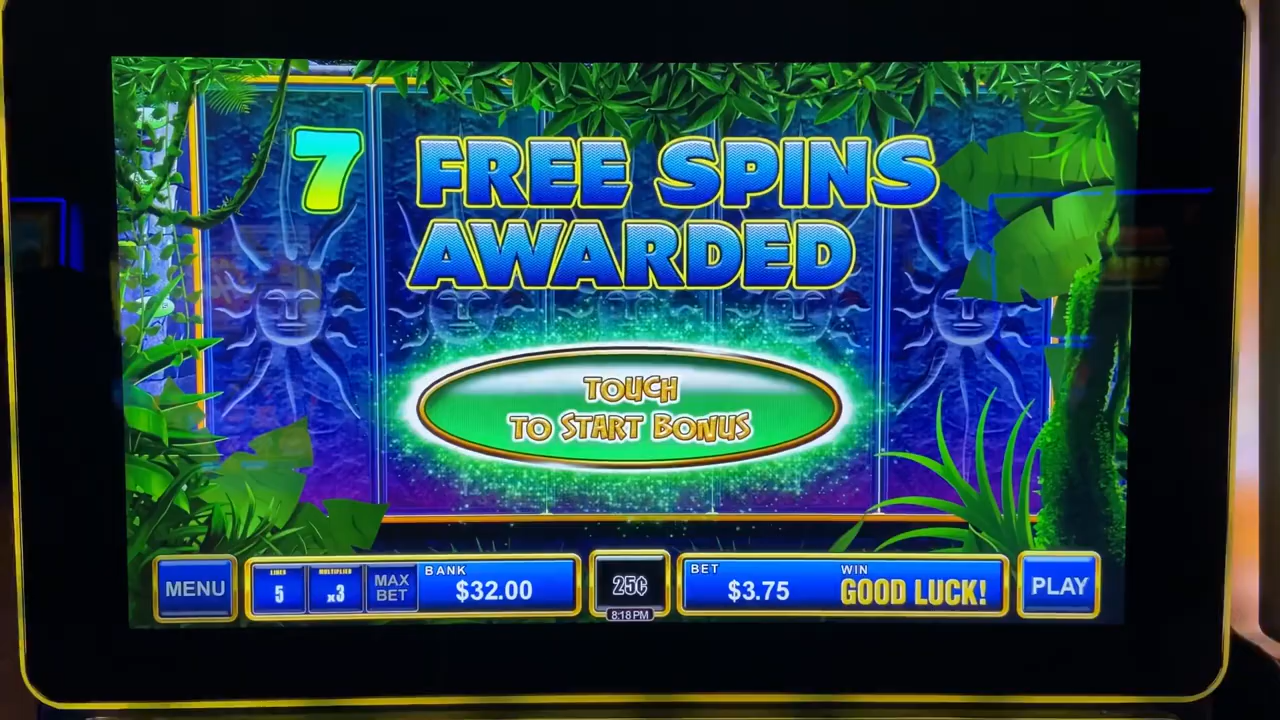 7 FREE SPINS
AWARDED
TOUCH
TO START BONUS
MENU
LINES
5
MULTIPLIER
x3
MAX
BET
BANK
$32.00
25¢
8:18 PM
BET
$3.75
WIN
GOOD LUCK!
PLAY